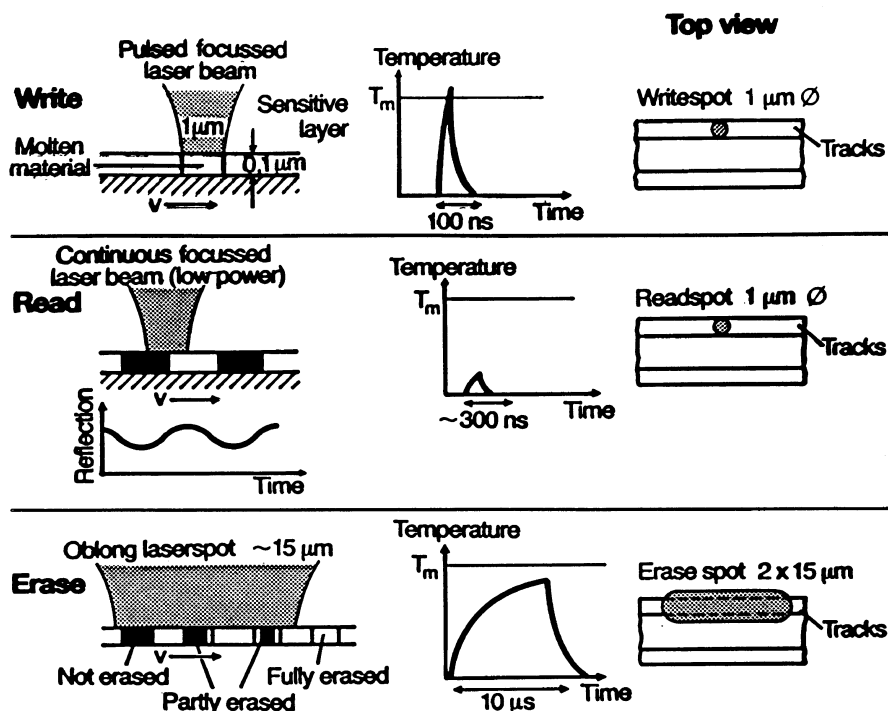 Top view
Write
Pulsed focussed
laser beam
1μm
Sensitive
layer
Molten
material
0,1μm
v
Temperature
Tm
Time
100 ns
Writespot 1 μm Ø
Tracks
Read
Continuous focussed
laser beam (low power)
v
Reflection
Time
Temperature
Tm
Time
~300 ns
Readspot 1 μm Ø
Tracks
Erase
Oblong laserspot ~15 μm
Not erased
v
Partly erased
Fully erased
Temperature
Tm
Time
10 μs
Erase spot 2 x 15 μm
Tracks